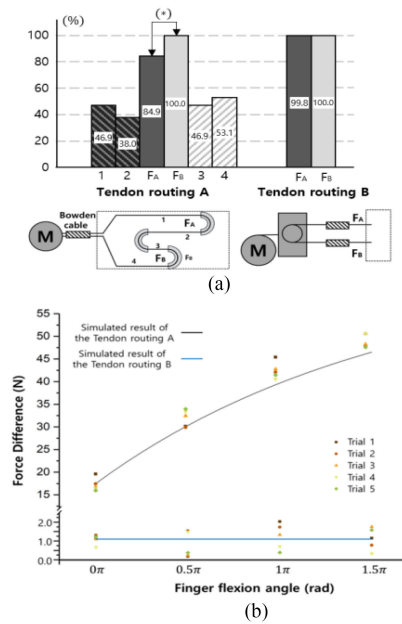 (%)
(*)
100
80
60
40
20
0
46.9
38.0
84.9
100.0
46.9
53.1
99.8
100.0
1 2 FA FB 3 4
FA FB
Tendon routing A
Tendon routing B
Bowden
cable
M
1
FA
2
3
FB
4
M
FA
FB
(a)
Simulated result of
the Tendon routing A
Simulated result of
the Tendon routing B
Force Difference (N)
55
50
45
40
35
30
25
20
15
2.0
1.0
0.0
Trial 1
Trial 2
Trial 3
Trial 4
Trial 5
0π 0.5π 1π 1.5π
Finger flexion angle (rad)
(b)